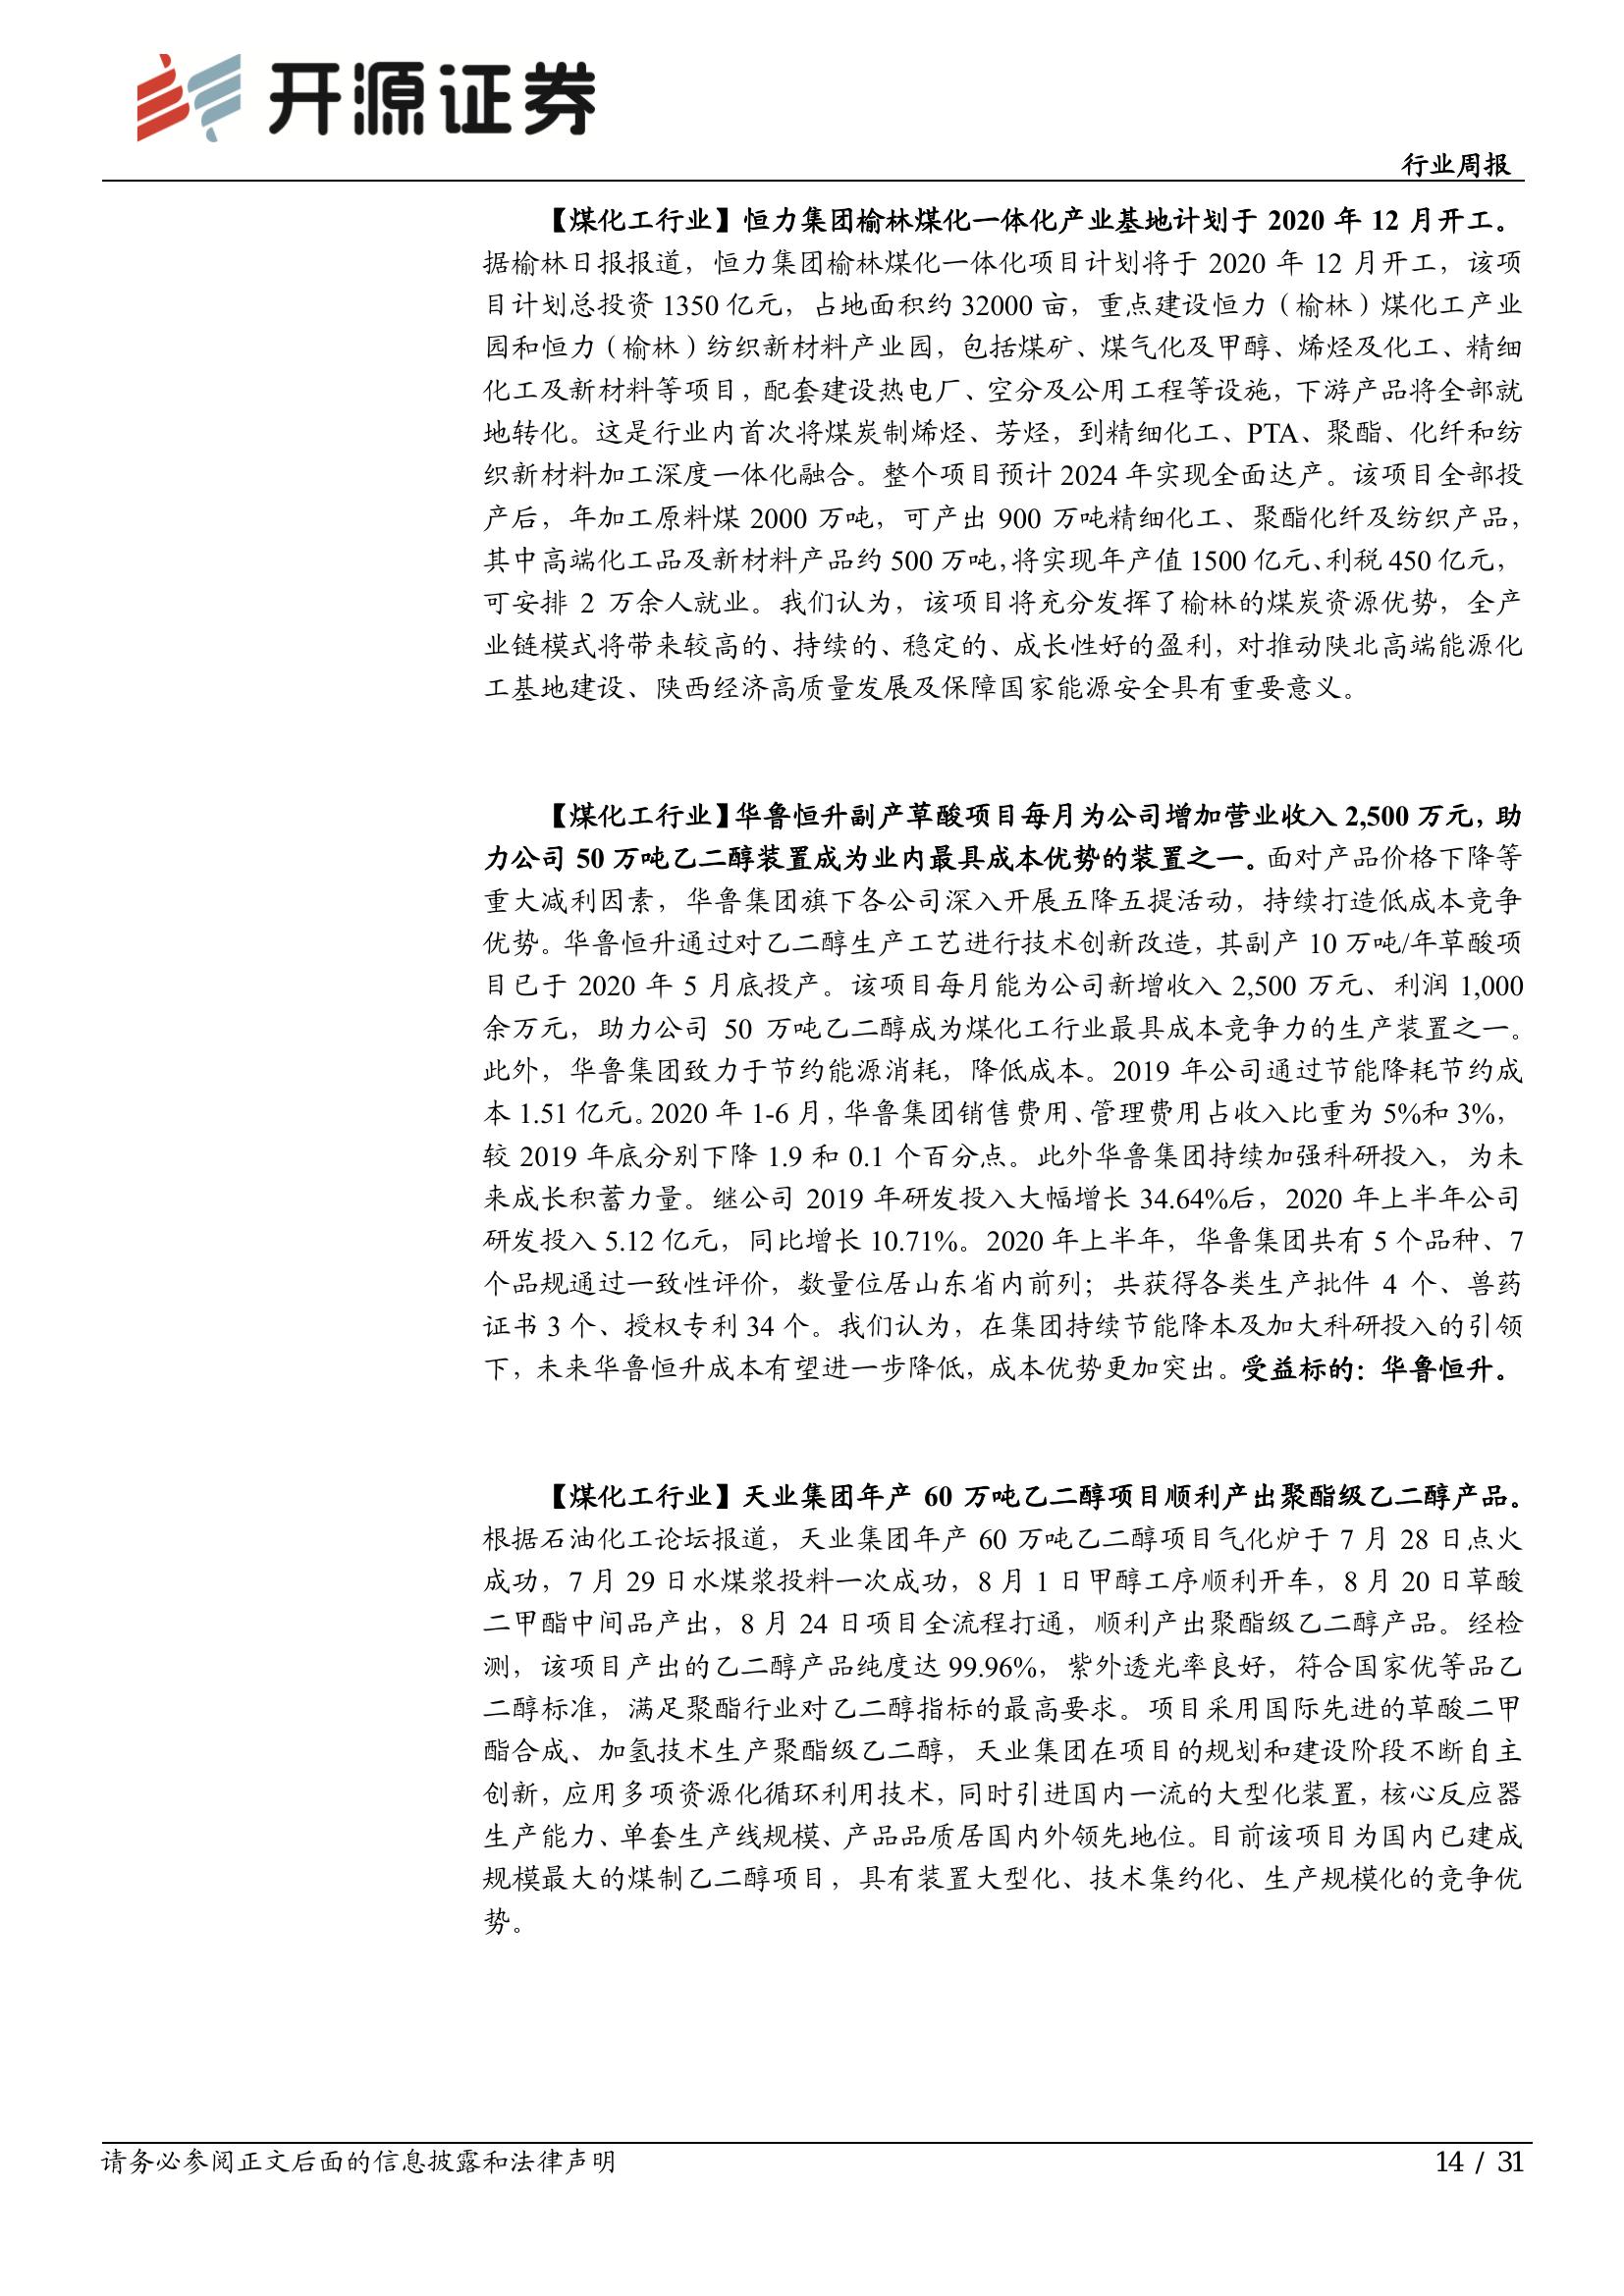 开源证券
行业周报
【煤化工行业】恒力集团榆林煤化一体化产业基地计划于 2020 年 12 月开工。
据榆林日报报道，恒力集团榆林煤化一体化项目计划将于 2020 年 12 月开工，该项
目计划总投资 1350 亿元，占地面积约 32000 亩，重点建设恒力（榆林）煤化工产业
园和恒力（榆林）纺织新材料产业园，包括煤矿、煤气化及甲醇、烯烃及化工、精细
化工及新材料等项目，配套建设热电厂、空分及公用工程等设施，下游产品将全部就
地转化。这是行业内首次将煤炭制烯烃、芳烃，到精细化工、PTA、聚酯、化纤和纺
织新材料加工深度一体化融合。整个项目预计 2024 年实现全面达产。该项目全部投
产后，年加工原料煤 2000 万吨，可产出 900 万吨精细化工、聚酯化纤及纺织产品，
其中高端化工品及新材料产品约 500 万吨，将实现年产值 1500 亿元、利税 450 亿元，
可安排 2 万余人就业。我们认为，该项目将充分发挥了榆林的煤炭资源优势，全产
业链模式将带来较高的、持续的、稳定的、成长性好的盈利，对推动陕北高端能源化
工基地建设、陕西经济高质量发展及保障国家能源安全具有重要意义。
【煤化工行业】华鲁恒升副产草酸项目每月为公司增加营业收入 2,500 万元，助
力公司 50 万吨乙二醇装置成为业内最具成本优势的装置之一。面对产品价格下降等
重大减利因素，华鲁集团旗下各公司深入开展五降五提活动，持续打造低成本竞争
优势。华鲁恒升通过对乙二醇生产工艺进行技术创新改造，其副产 10 万吨/年草酸项
目已于 2020 年 5 月底投产。该项目每月能为公司新增收入 2,500 万元、利润 1,000
余万元，助力公司 50 万吨乙二醇成为煤化工行业最具成本竞争力的生产装置之一。
此外，华鲁集团致力于节约能源消耗，降低成本。2019 年公司通过节能降耗节约成
本 1.51 亿元。2020 年 1-6 月，华鲁集团销售费用、管理费用占收入比重为 5%和 3%，
较 2019 年底分别下降 1.9 和 0.1 个百分点。此外华鲁集团持续加强科研投入，为未
来成长积蓄力量。继公司 2019 年研发投入大幅增长 34.64%后，2020 年上半年公司
研发投入 5.12 亿元，同比增长 10.71%。2020 年上半年，华鲁集团共有 5 个品种、7
个品规通过一致性评价，数量位居山东省内前列；共获得各类生产批件 4 个、兽药
证书 3 个、授权专利 34 个。我们认为，在集团持续节能降本及加大科研投入的引领
下，未来华鲁恒升成本有望进一步降低，成本优势更加突出。受益标的：华鲁恒升。
【煤化工行业】天业集团年产 60 万吨乙二醇项目顺利产出聚酯级乙二醇产品。
根据石油化工论坛报道，天业集团年产 60 万吨乙二醇项目气化炉于 7 月 28 日点火
成功，7 月 29 日水煤浆投料一次成功，8 月 1 日甲醇工序顺利开车，8 月 20 日草酸
二甲酯中间品产出，8 月 24 日项目全流程打通，顺利产出聚酯级乙二醇产品。经检
测，该项目产出的乙二醇产品纯度达 99.96%，紫外透光率良好，符合国家优等品乙
二醇标准，满足聚酯行业对乙二醇指标的最高要求。项目采用国际先进的草酸二甲
酯合成、加氢技术生产聚酯级乙二醇，天业集团在项目的规划和建设阶段不断自主
创新，应用多项资源化循环利用技术，同时引进国内一流的大型化装置，核心反应器
生产能力、单套生产线规模、产品品质居国内外领先地位。目前该项目为国内已建成
规模最大的煤制乙二醇项目，具有装置大型化、技术集约化、生产规模化的竞争优
势。
请务必参阅正文后面的信息披露和法律声明
14 / 31